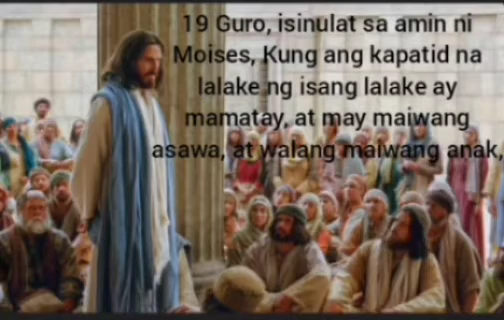 19 Guro, isinulat sa amin ni
Moises, Kung ang kapatid na
lalake ng isang lalake ay
mamatay, at may maiwang
asawa, at walang maiwang anak,